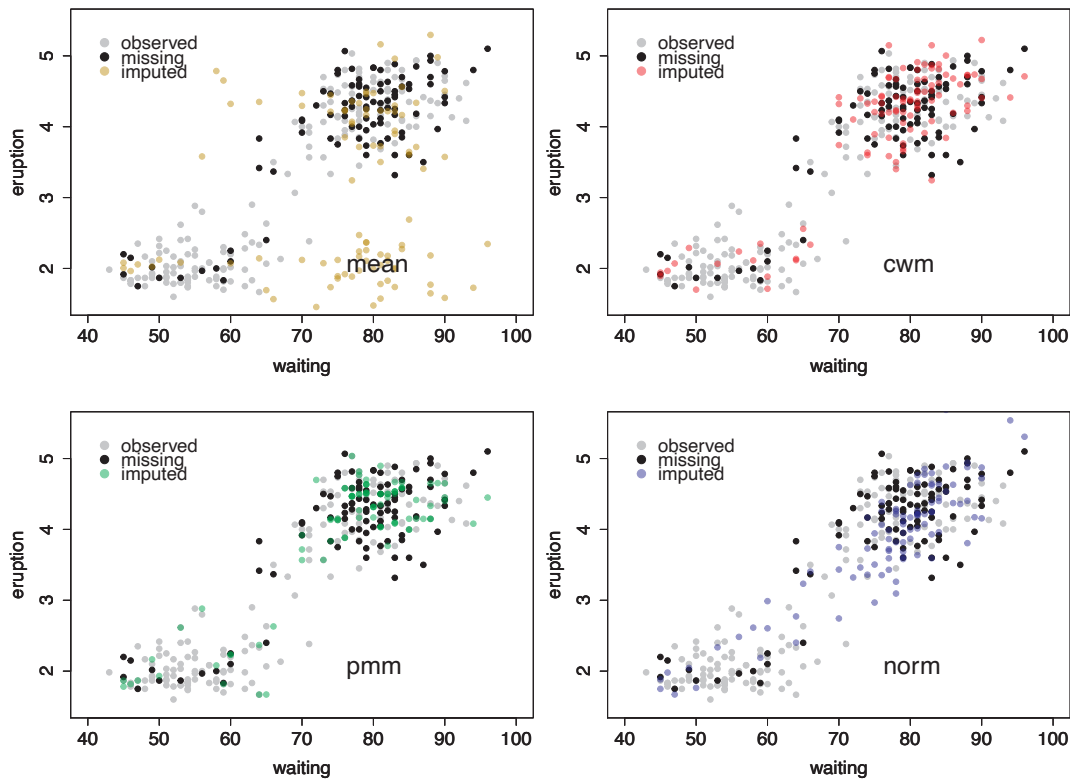 observed
missing
imputed
5
4
3
2
eruption
mean
40 50 60 70 80 90 100
waiting
observed
missing
imputed
5
4
3
2
eruption
cwm
40 50 60 70 80 90 100
waiting
observed
missing
imputed
5
4
3
2
eruption
pmm
40 50 60 70 80 90 100
waiting
observed
missing
imputed
5
4
3
2
eruption
norm
40 50 60 70 80 90 100
waiting